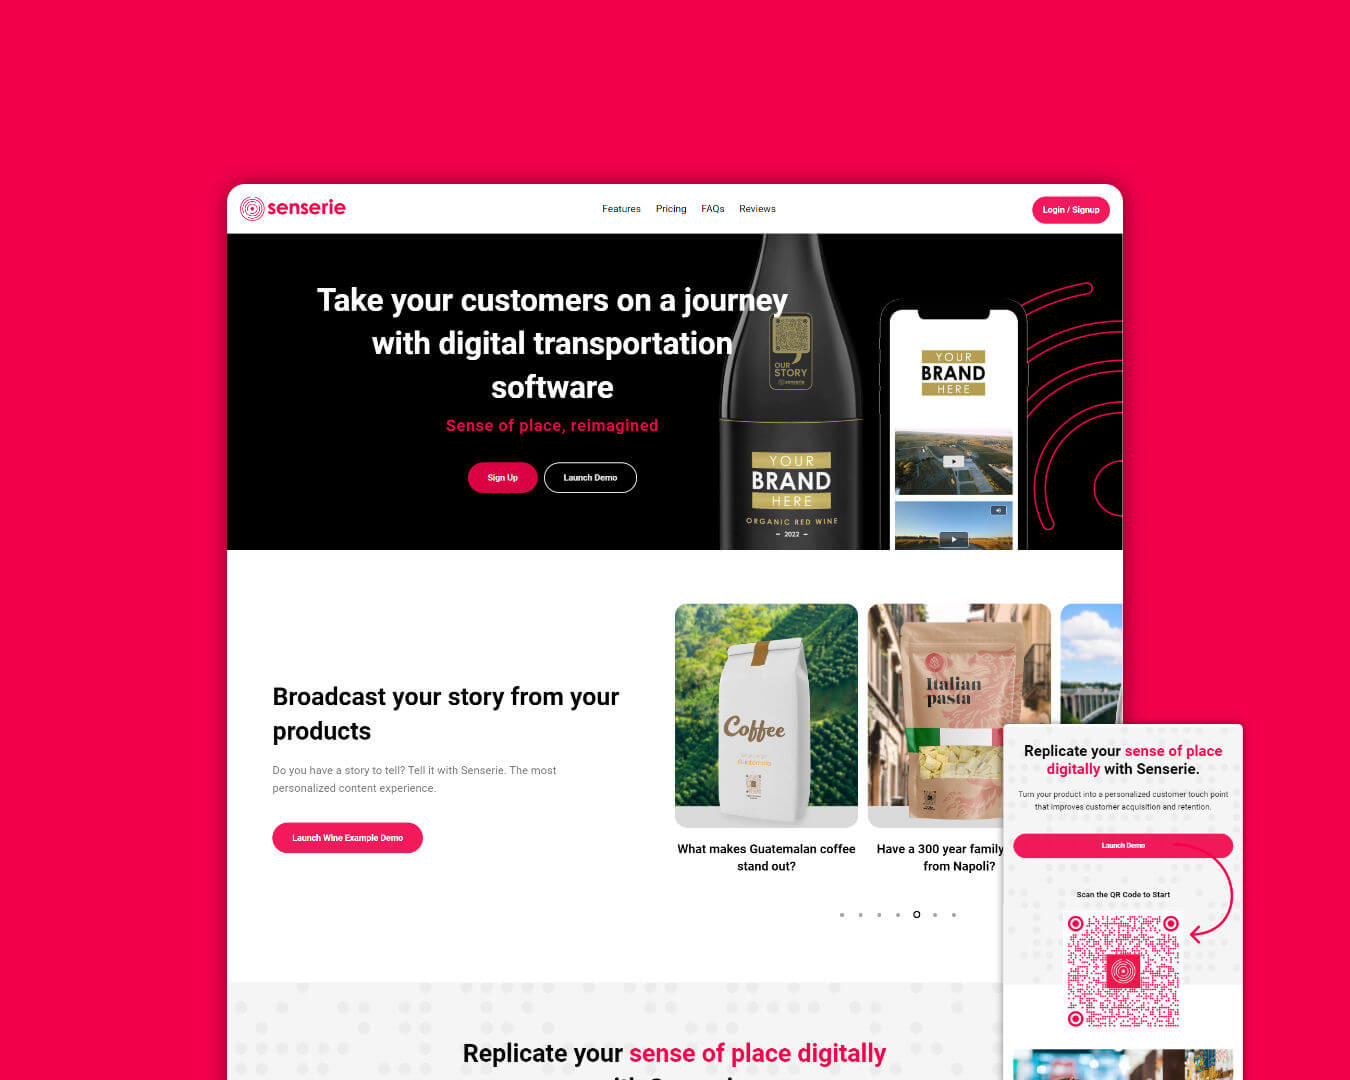 senserie
Features
Pricing
FAQs
Reviews
Login / Signup
Take your customers on a journey
with digital transportation
software
Sense of place, reimagined
Sign Up
Launch Demo
OUR
STORY
senserie
YOUR
BRAND
HERE
ORGANIC RED WINE
2022
YOUR
BRAND
HERE
Broadcast your story from your
products
Do you have a story to tell? Tell it with Senserie. The most
personalized content experience.
Launch Wine Example Demo
Coffee
Guatemala
What makes Guatemalan coffee
stand out?
Italian
pasta
Have a 300 year family
from Napoli?
Replicate your sense of place
digitally with Senserie.
Turn your product into a personalized customer touch point
that improves customer acquisition and retention.
Launch Demo
Scan the QR Code to Start
Replicate your sense of place digitally